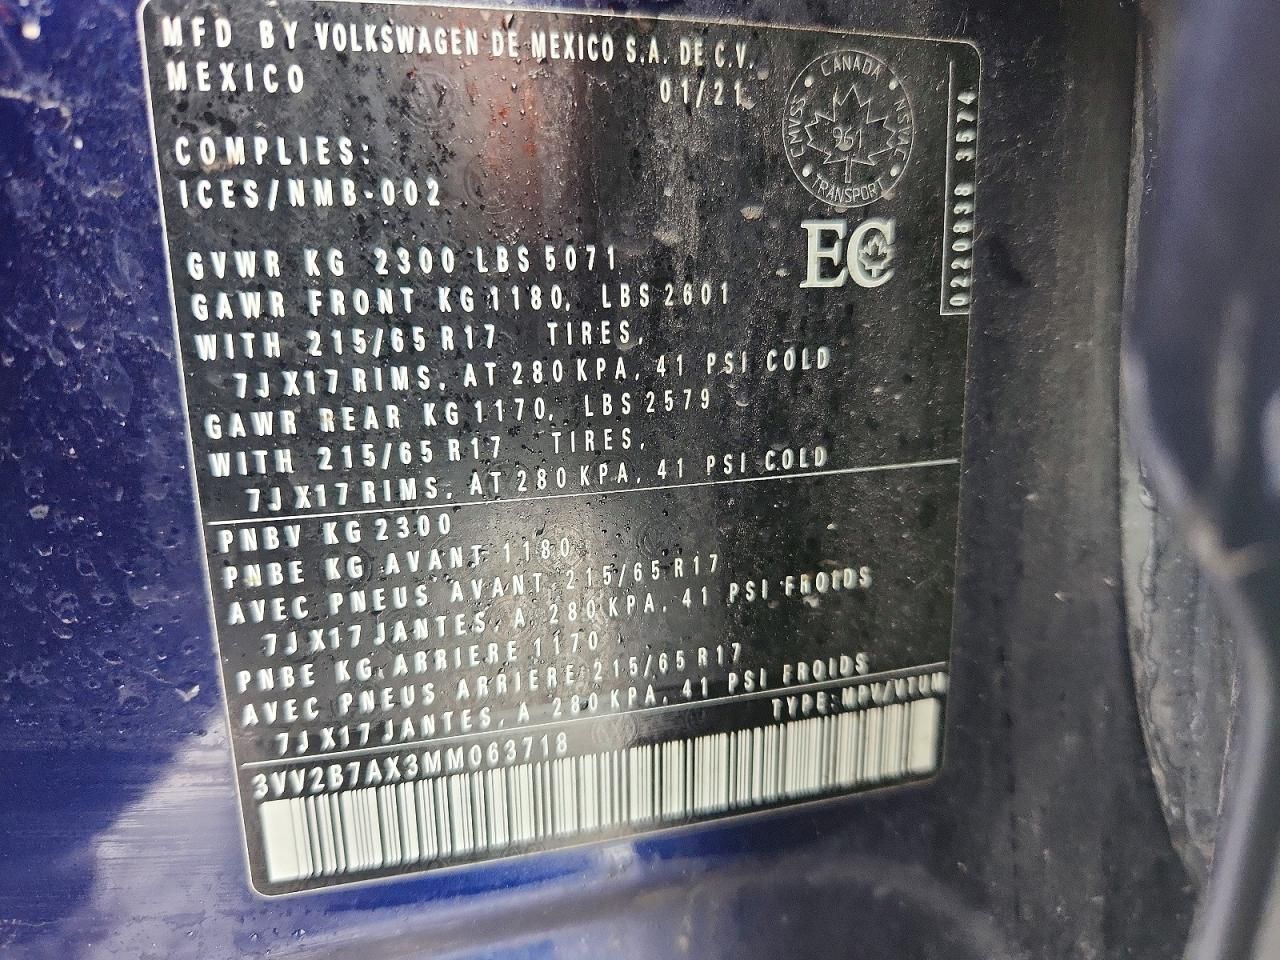 MFD BY VOLKSWAGEN DE MEXICO S.A. DE C.V.
MEXICO 01/21
CANADA
CMVSS NSVAC
961
TRANSPORT
COMPLIES:
ICES/NMB-002
EC
0220838 3574
GVWR KG 2300 LBS 5071
GAWR FRONT KG 1180, LBS 2601
WITH 215/65 R17 TIRES,
7J X17 RIMS, AT 280 KPA, 41 PSI COLD
GAWR REAR KG 1170, LBS 2579
WITH 215/65 R17 TIRES,
7J X17 RIMS, AT 280 KPA, 41 PSI COLD
PNBV KG 2300
PNBE KG AVANT 1180
AVEC PNEUS AVANT 215/65 R17
7J X17 JANTES, A 280 KPA, 41 PSI FROIDS
PNBE KG ARRIERE 1170
AVEC PNEUS ARRIERE 215/65 R17
7J X17 JANTES, A 280 KPA, 41 PSI FROIDS
TYPE: MPV/VTUM
3VV2B7AX3MM063718